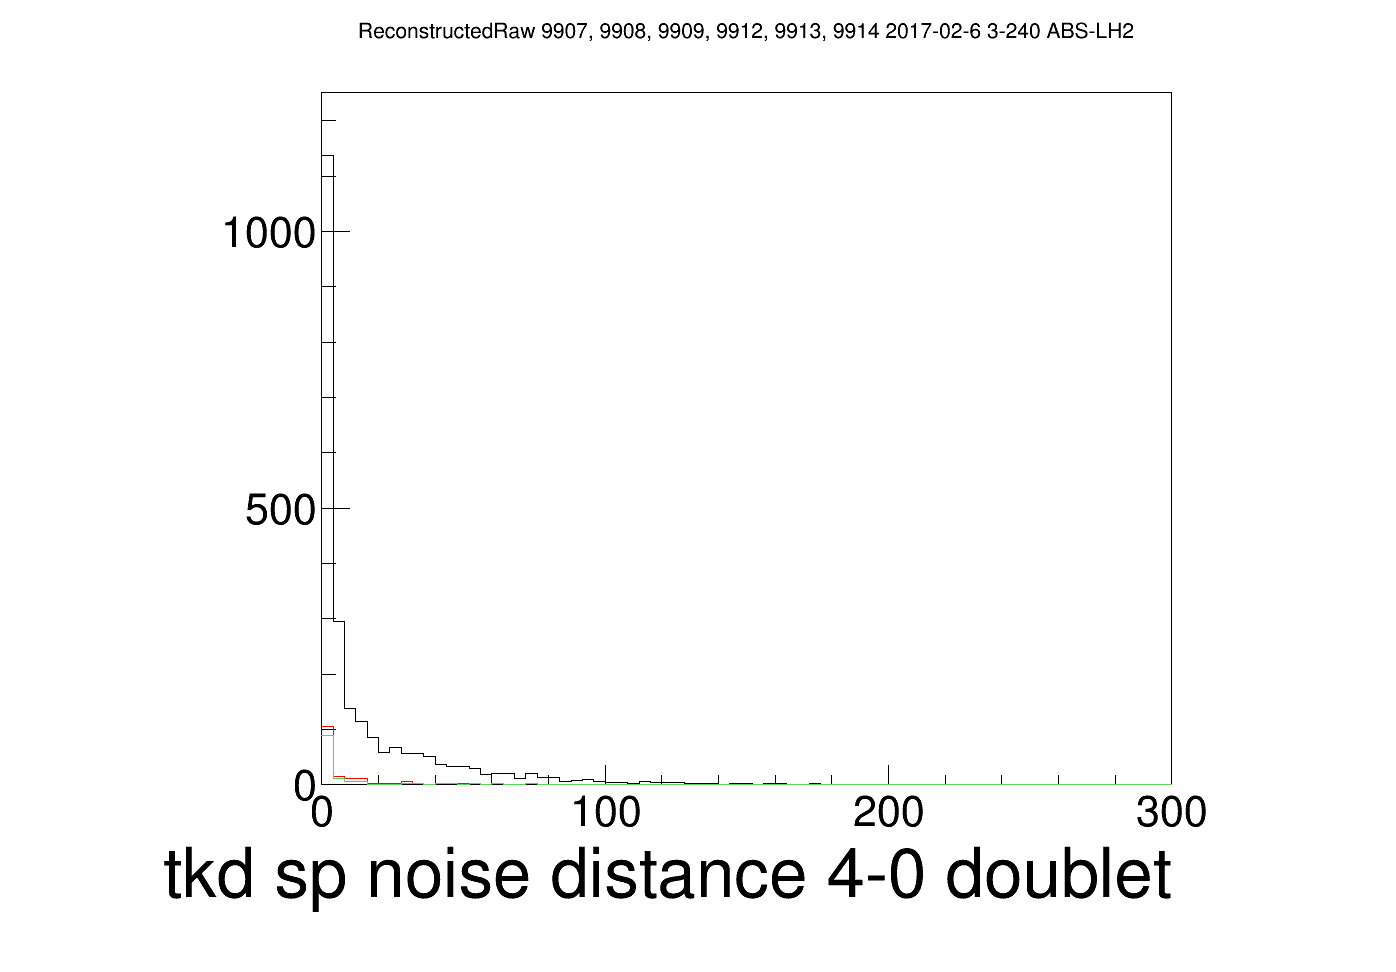 ReconstructedRaw 9907, 9908, 9909, 9912, 9913, 9914 2017-02-6 3-240 ABS-LH2
1000
500
0
0 100 200 300
tkd sp noise distance 4-0 doublet